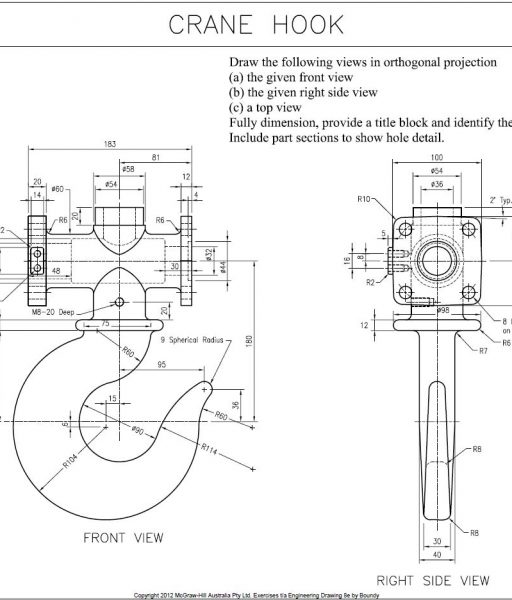 CRANE HOOK
Draw the following views in orthogonal projection
(a) the given front view
(b) the given right side view
(c) a top view
Fully dimension, provide a title block and identify the
Include part sections to show hole detail.
183
81
ø58
ø54
20
14
ø60
12
4
R6
20
R6
2
48
30
ø32
ø44
M8-20 Deep
75
20
R60
9 Spherical Radius
180
95
15
6
ø90
36
R60
R104
R114
FRONT VIEW
100
ø54
ø36
R10
2° Typ.
5
16
8
R2
ø98
12
8
on
R6
R7
R8
R8
30
40
RIGHT SIDE VIEW
Copyright 2012 McGraw-Hill Australia Pty Ltd. Exercises t/a Engineering Drawing 8e by Boundy